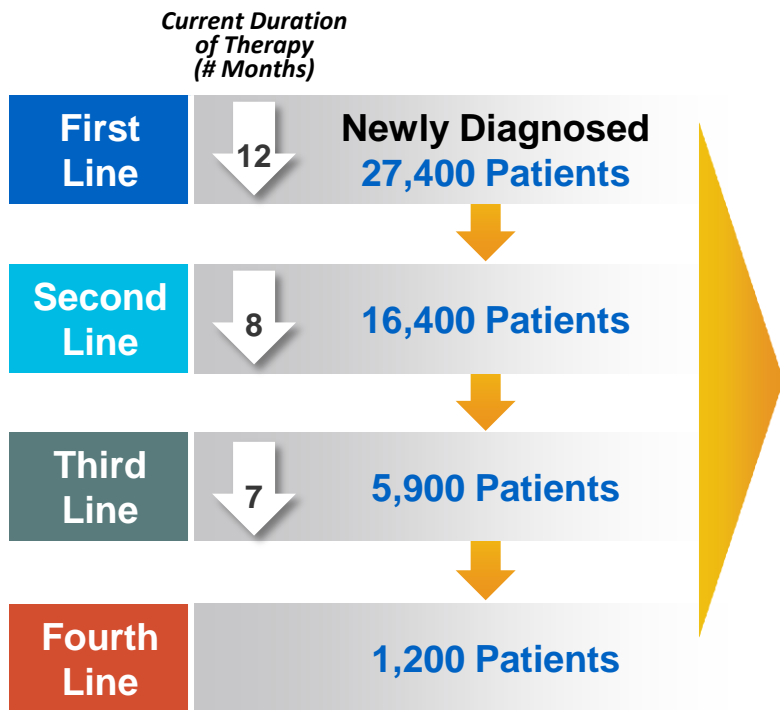 Current Duration
of Therapy
(# Months)
First
Line
12
Newly Diagnosed
27,400 Patients
Second
Line
8
16,400 Patients
Third
Line
7
5,900 Patients
Fourth
Line
1,200 Patients